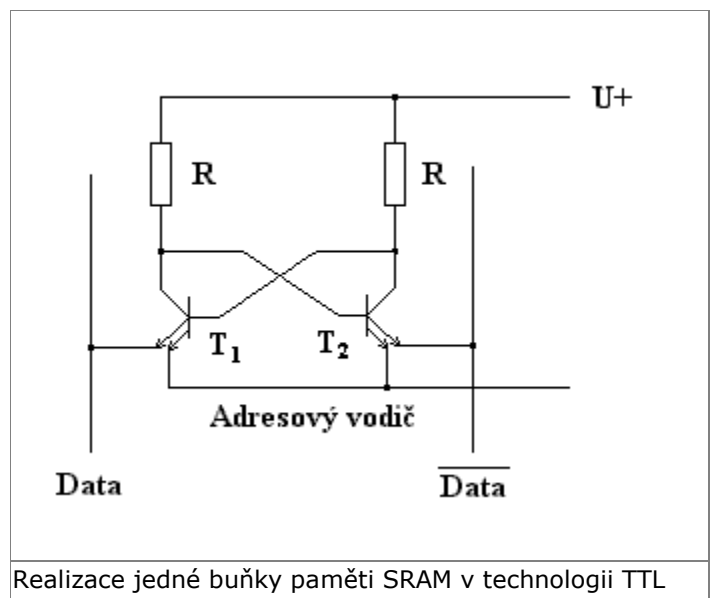 U+
R
R
T1
T2
Adresový vodič
Data
Data
Realizace jedné buňky paměti SRAM v technologii TTL